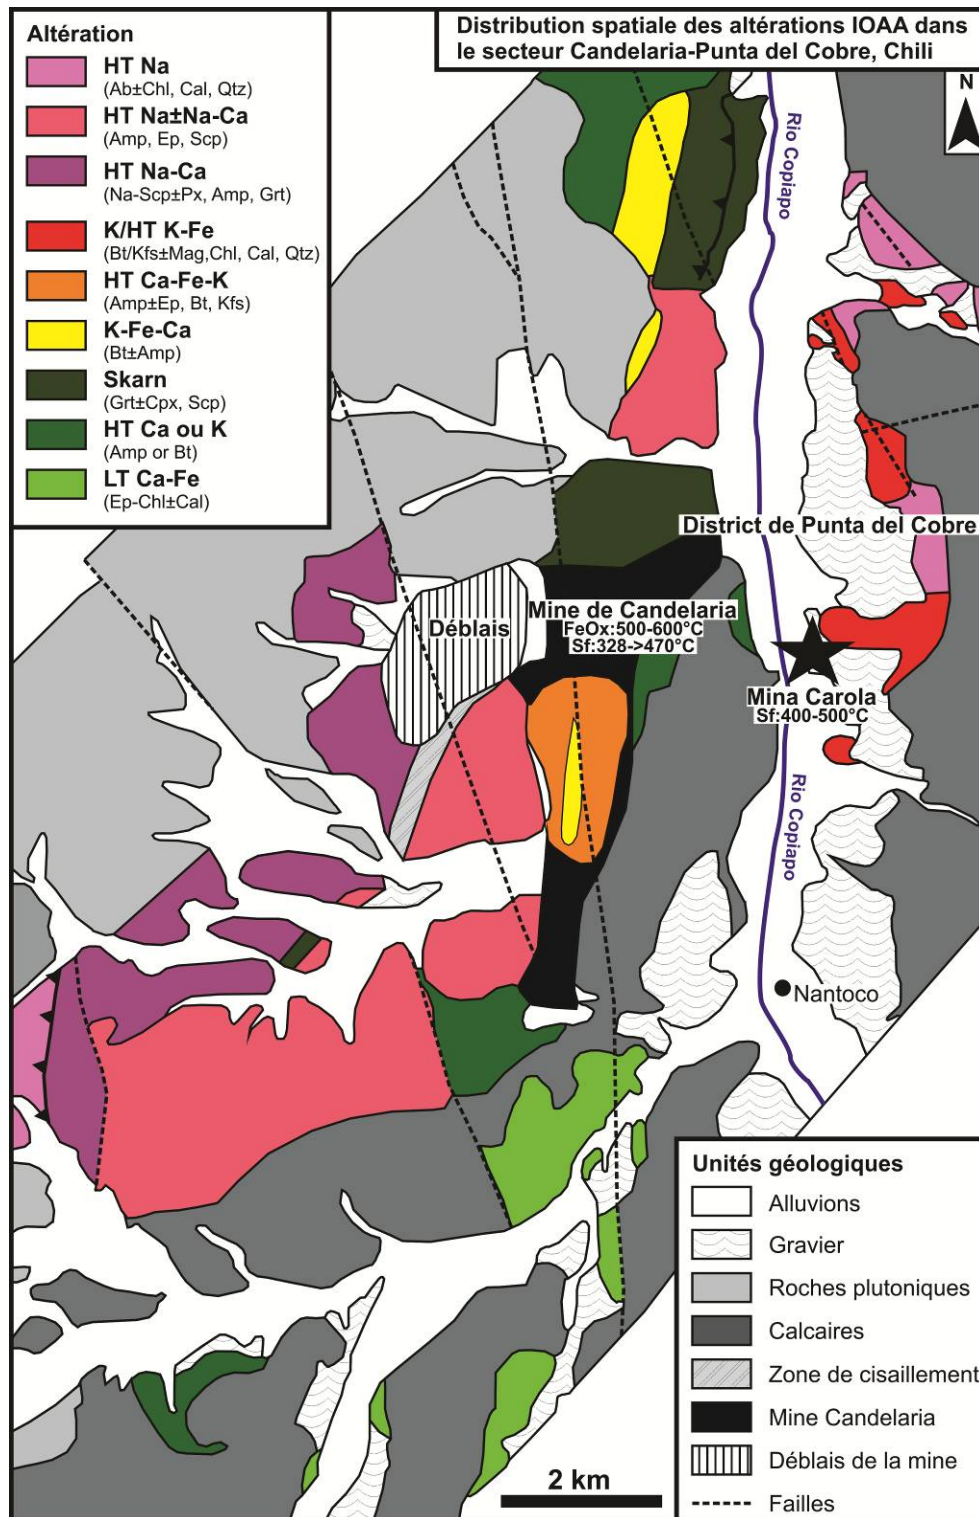 Distribution spatiale des altérations IOAA dans
le secteur Candelaria-Punta del Cobre, Chili
Altération
HT Na
(Ab±Chl, Cal, Qtz)
HT Na±Na-Ca
(Amp, Ep, Scp)
HT Na-Ca
(Na-Scp±Px, Amp, Grt)
K/HT K-Fe
(Bt/Kfs±Mag,Chl, Cal, Qtz)
HT Ca-Fe-K
(Amp±Ep, Bt, Kfs)
K-Fe-Ca
(Bt±Amp)
Skarn
(Grt±Cpx, Scp)
HT Ca ou K
(Amp or Bt)
LT Ca-Fe
(Ep-Chl±Cal)
N
Rio Copiapo
District de Punta del Cobre
Déblais
Mine de Candelaria
FeOx:500-600°C
Sf:328->470°C
Mina Carola
Sf:400-500°C
Rio Copiapo
Nantoco
Unités géologiques
Alluvions
Gravier
Roches plutoniques
Calcaires
Zone de cisaillement
Mine Candelaria
Déblais de la mine
Failles
2 km